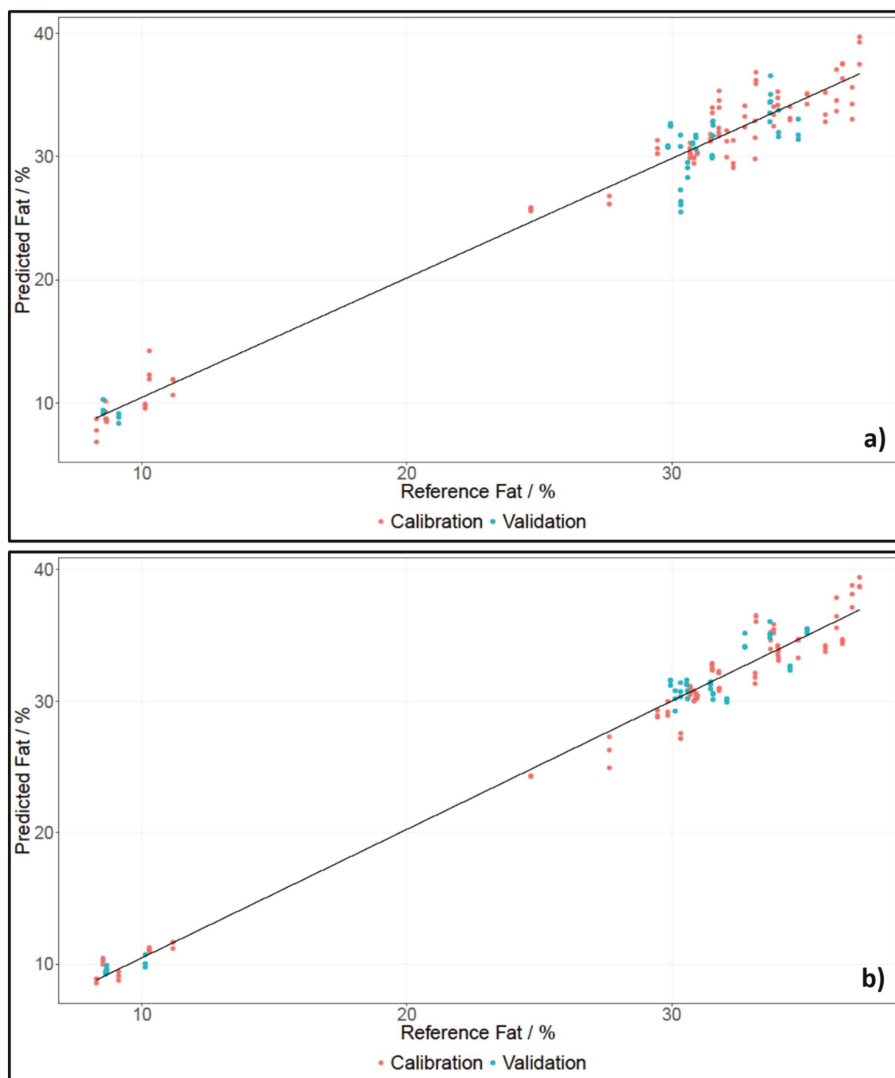 40
30
20
10
Predicted Fat / %
10 20 30
Reference Fat / %
Calibration Validation
a)
40
30
20
10
Predicted Fat / %
10 20 30
Reference Fat / %
Calibration Validation
b)